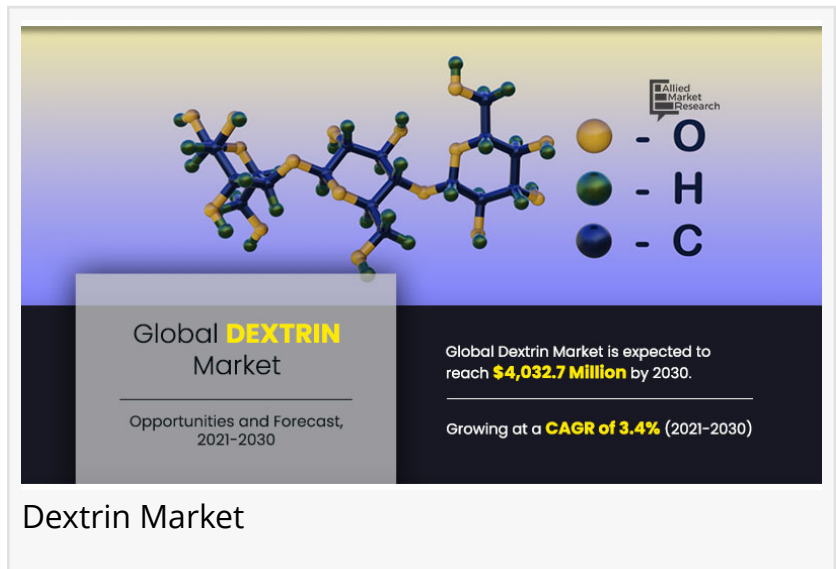 Allied
Market
Research
- O
- H
- C
Global DEXTRIN
Market
Opportunities and Forecast,
2021-2030
Global Dextrin Market is expected to
reach $4,032.7 Million by 2030.
Growing at a CAGR of 3.4% (2021-2030)
Dextrin Market